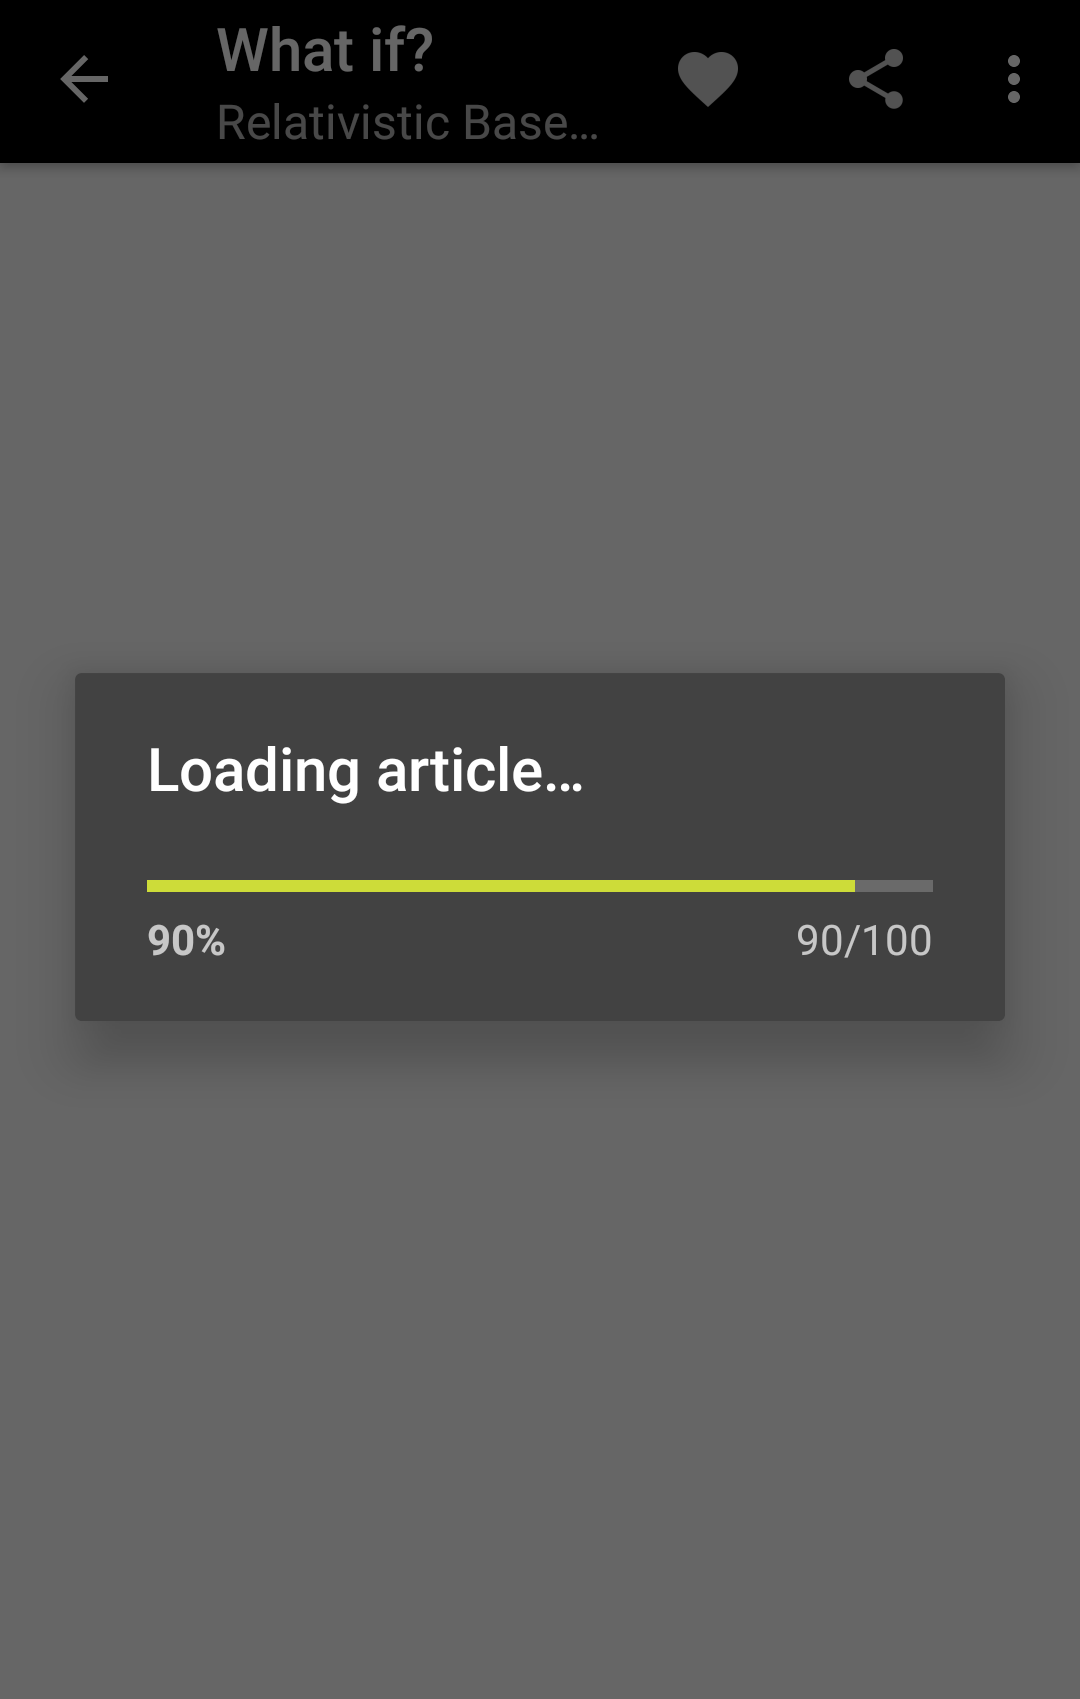 What if?
Relativistic Base…
Loading article…
90%
90/100